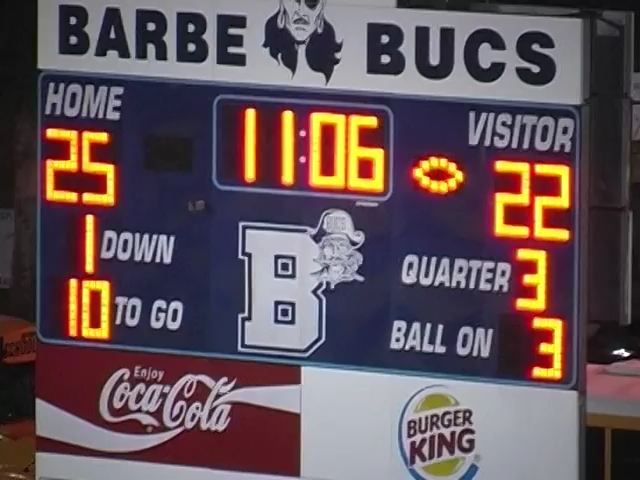 BARBE BUCS
HOME
11:06
VISITOR
25
22
1 DOWN
QUARTER 3
10 TO GO
BALL ON 3
B
BUCS
Enjoy
Coca-Cola
BURGER
KING